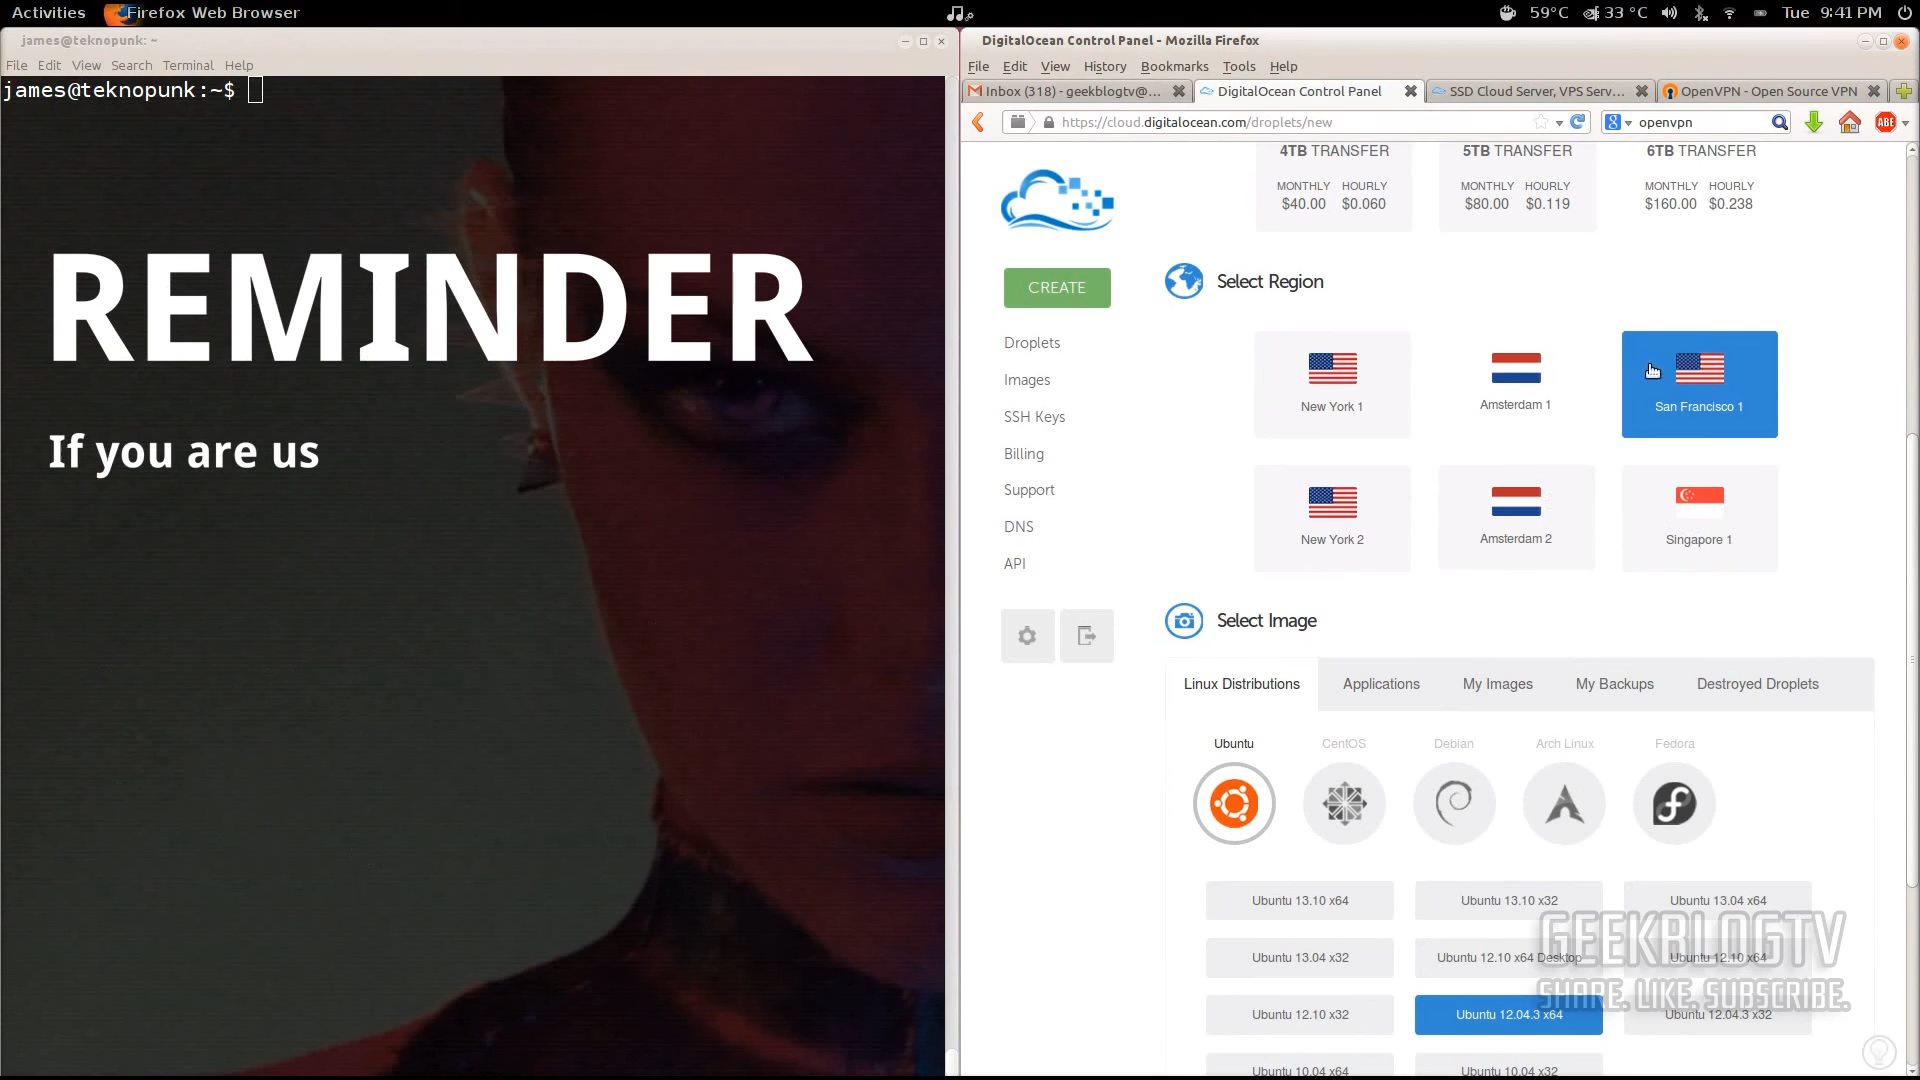 Activities Firefox Web Browser 59°C 33 °C Tue 9:41 PM
james@teknopunk: ~
File Edit View Search Terminal Help
james@teknopunk:~$
REMINDER
If you are us
DigitalOcean Control Panel - Mozilla Firefox
File Edit View History Bookmarks Tools Help
Inbox (318) - geekblogtv@... DigitalOcean Control Panel SSD Cloud Server, VPS Serv... OpenVPN - Open Source VPN
https://cloud.digitalocean.com/droplets/new openvpn ABE
4TB TRANSFER 5TB TRANSFER 6TB TRANSFER
MONTHLY HOURLY MONTHLY HOURLY MONTHLY HOURLY
$40.00 $0.060 $80.00 $0.119 $160.00 $0.238
CREATE
Droplets
Images
SSH Keys
Billing
Support
DNS
API
Select Region
New York 1 Amsterdam 1 San Francisco 1
New York 2 Amsterdam 2 Singapore 1
Select Image
Linux Distributions Applications My Images My Backups Destroyed Droplets
Ubuntu CentOS Debian Arch Linux Fedora
Ubuntu 13.10 x64 Ubuntu 13.10 x32 Ubuntu 13.04 x64
Ubuntu 13.04 x32 Ubuntu 12.10 x64 Desktop Ubuntu 12.10 x64
Ubuntu 12.10 x32 Ubuntu 12.04.3 x64 Ubuntu 12.04.3 x32
Ubuntu 10.04 x64 Ubuntu 10.04 x32
GEEKBLOGTV
SHARE. LIKE. SUBSCRIBE.